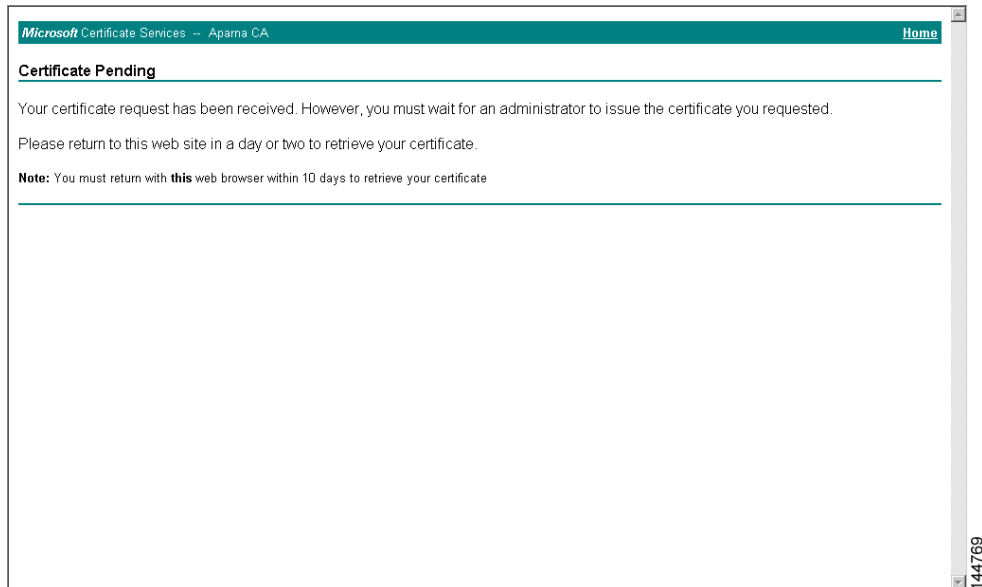 Microsoft Certificate Services -- Aparna CA Home
Certificate Pending
Your certificate request has been received. However, you must wait for an administrator to issue the certificate you requested.
Please return to this web site in a day or two to retrieve your certificate.
Note: You must return with this web browser within 10 days to retrieve your certificate
144769